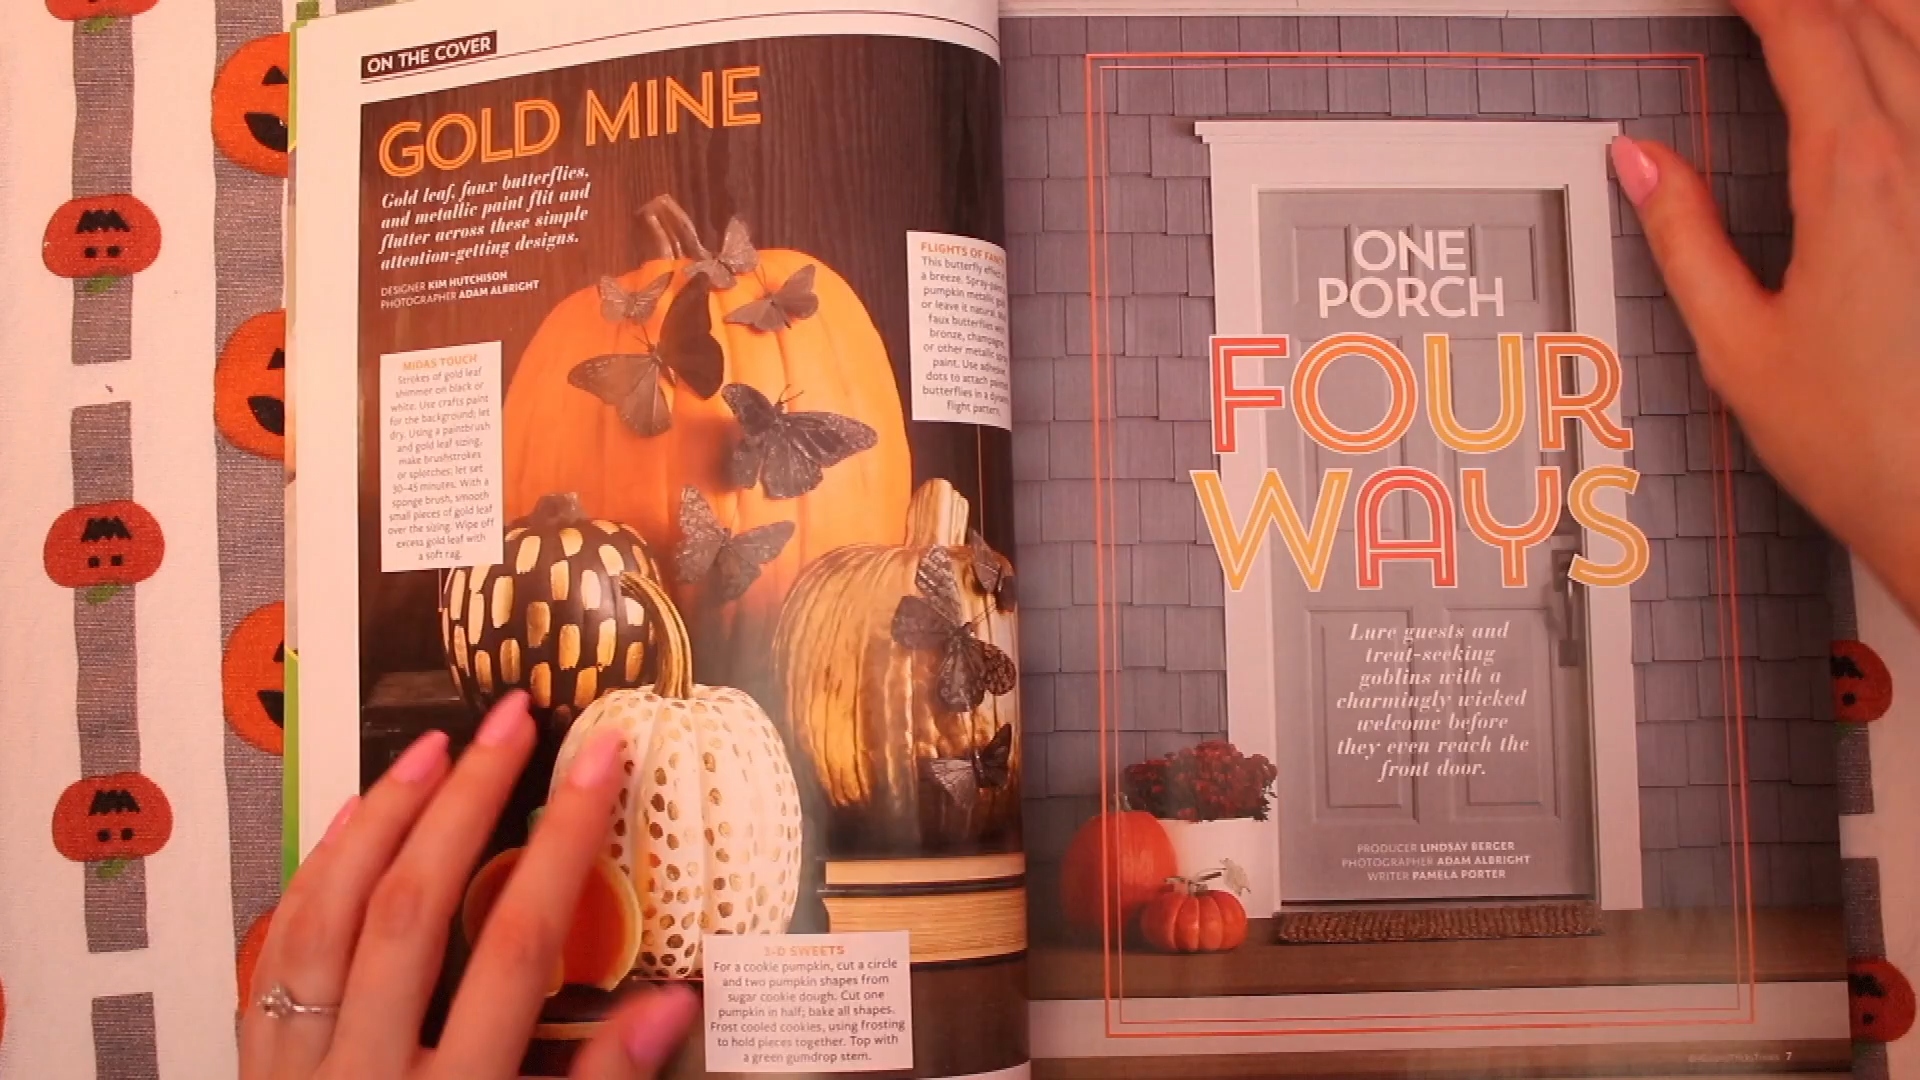 ON THE COVER
GOLD MINE
Gold leaf, faux butterflies,
and metallic paint flit and
flutter across these simple
attention-getting designs.
DESIGNER KIM HUTCHISON
PHOTOGRAPHER ADAM ALBRIGHT
MIDAS TOUCH
Strokes of gold leaf
shimmer on black or
white. Use crafts paint
for the background; let
dry. Using a paintbrush
and gold leaf sizing,
make brushstrokes
or splotches; let set
30–45 minutes. With a
sponge brush, smooth
small pieces of gold leaf
over the sizing. Wipe off
excess gold leaf with
a soft rag.
FLIGHTS OF FANCY
This butterfly effect
a breeze. Spray-paint
pumpkin metallic
or leave it natural.
faux butterflies with
bronze, champagne,
or other metallic
paint. Use adhesive
dots to attach
butterflies in a
flight pattern.
3-D SWEETS
For a cookie pumpkin, cut a circle
and two pumpkin shapes from
sugar cookie dough. Cut one
pumpkin in half; bake all shapes.
Frost cooled cookies, using frosting
to hold pieces together. Top with
a green gumdrop stem.
ONE
PORCH
FOUR
WAYS
Lure guests and
treat-seeking
goblins with a
charmingly wicked
welcome before
they even reach the
front door.
PRODUCER LINDSAY BERGER
PHOTOGRAPHER ADAM ALBRIGHT
WRITER PAMELA PORTER
7